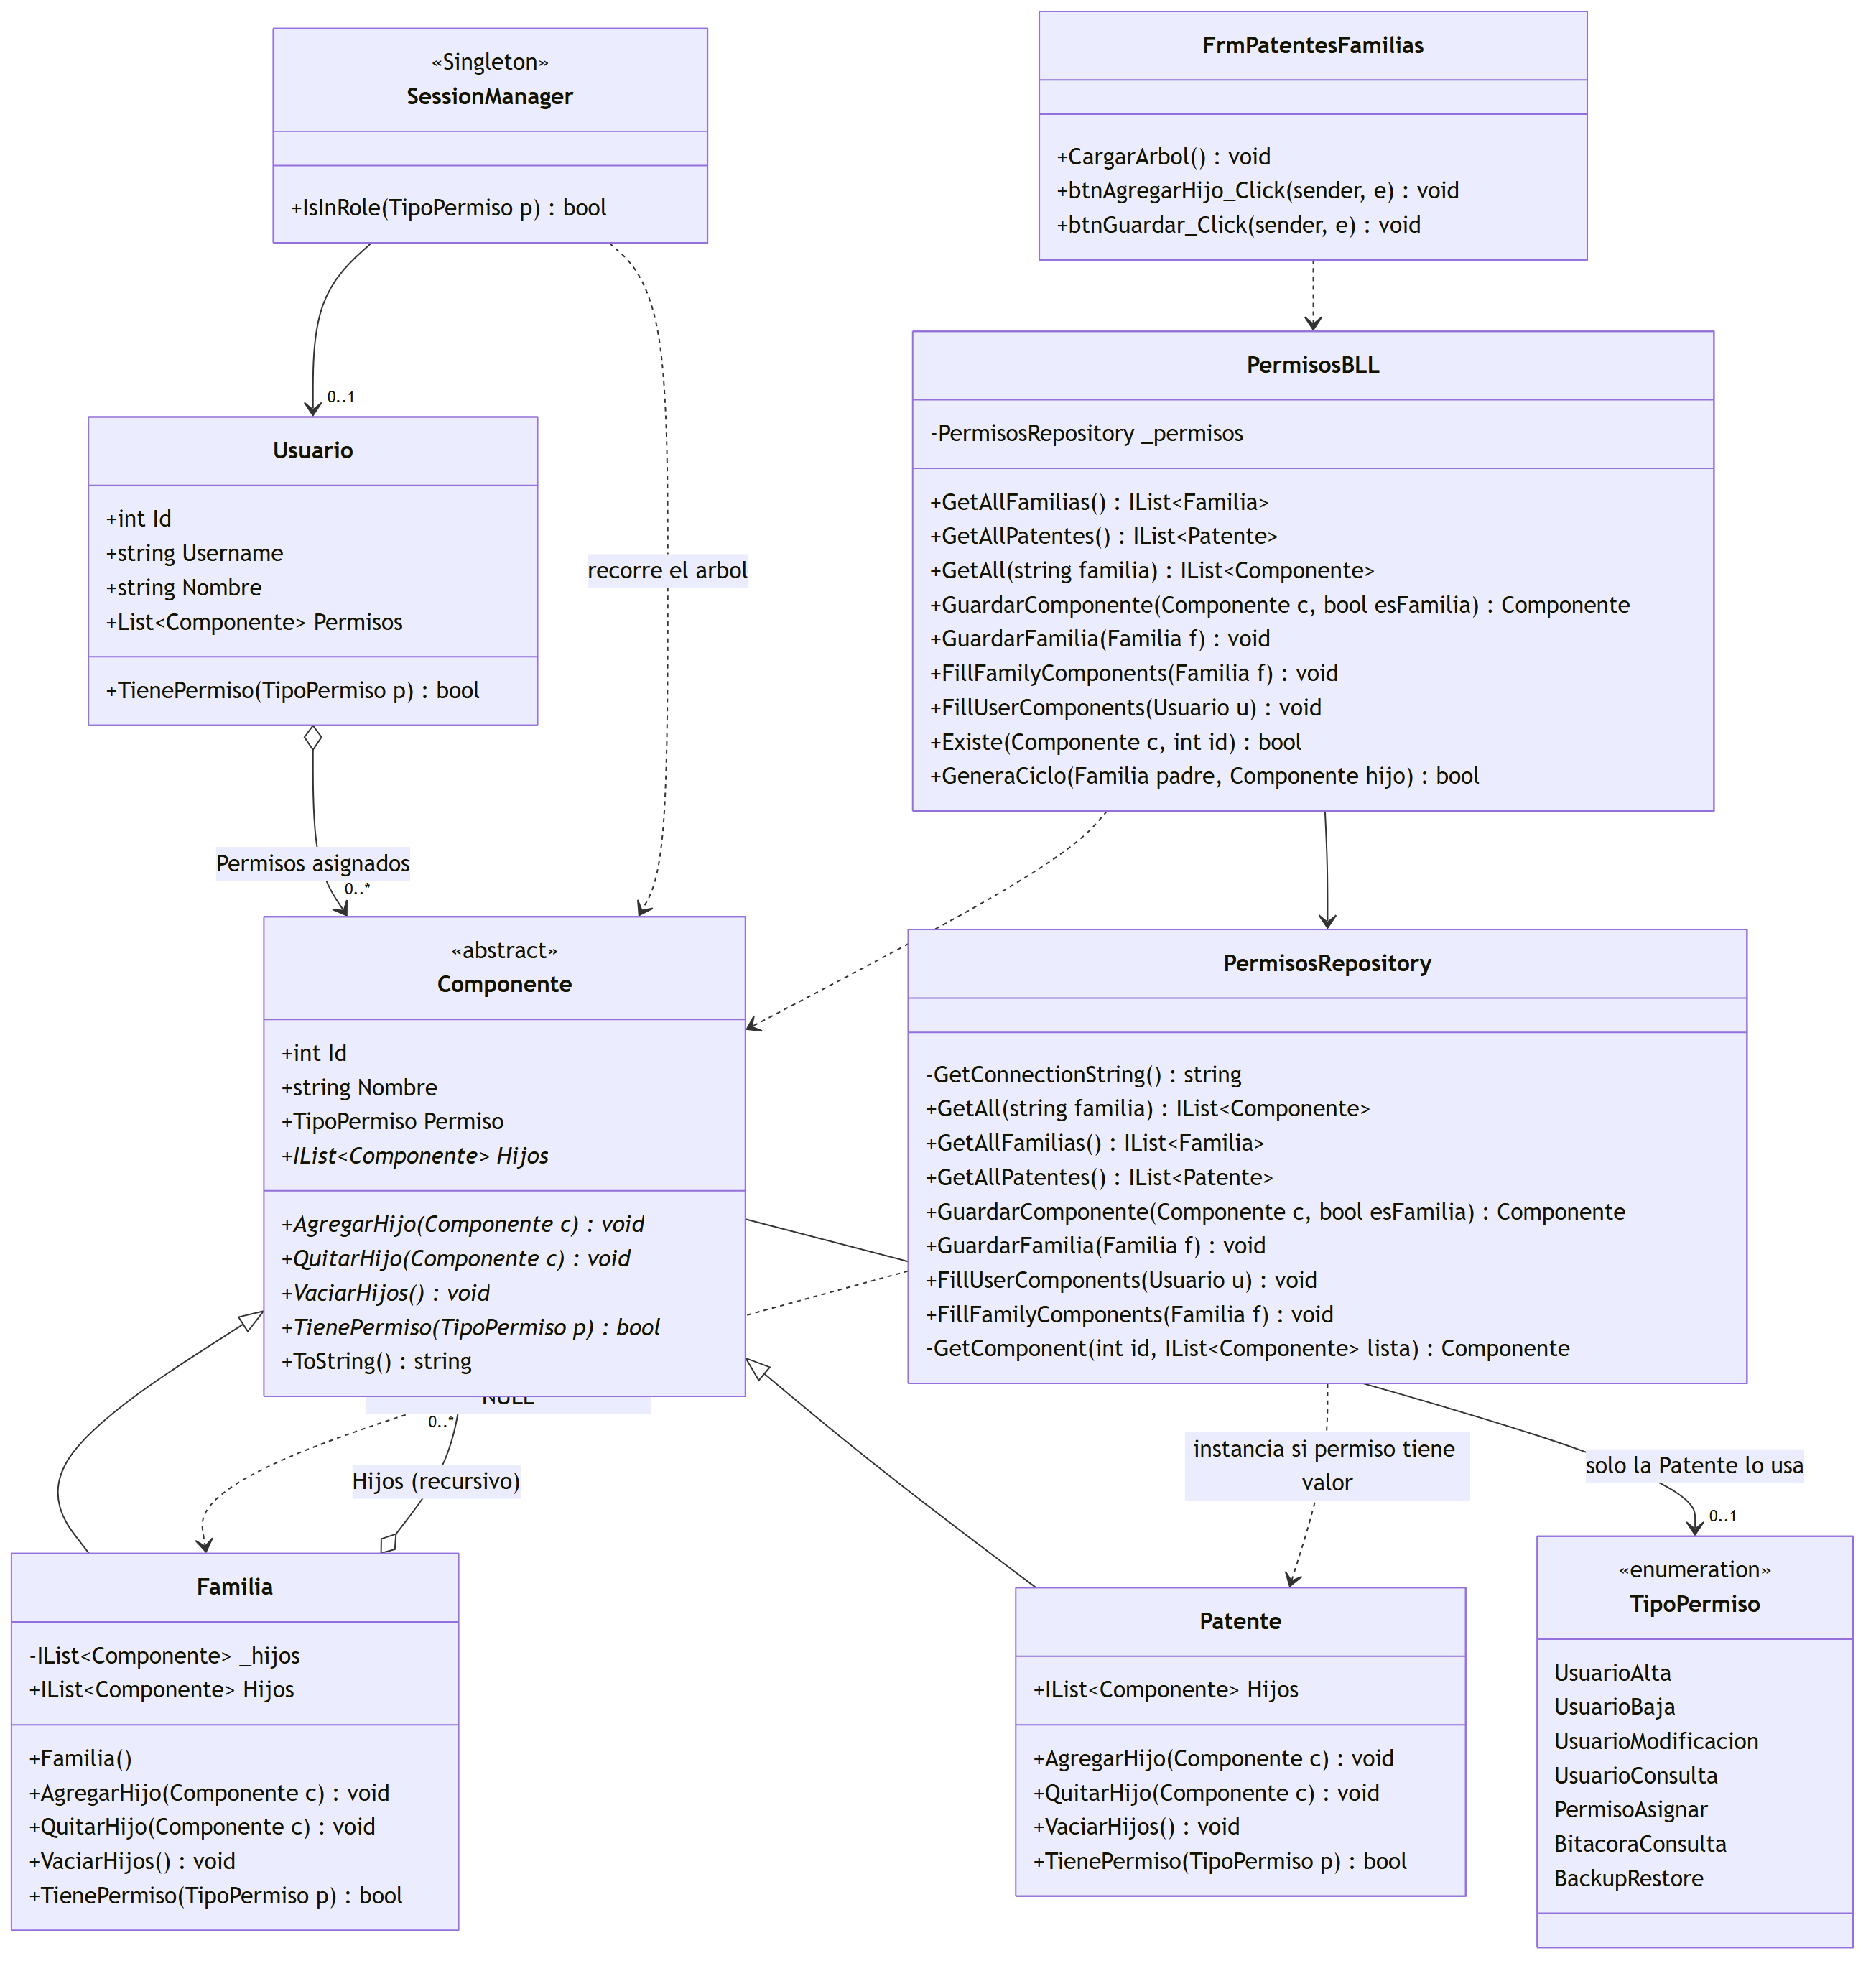 «Singleton»
SessionManager
+IsInRole(TipoPermiso p) : bool
FrmPatentesFamilias
+CargarArbol() : void
+btnAgregarHijo_Click(sender, e) : void
+btnGuardar_Click(sender, e) : void
0..1
Usuario
+int Id
+string Username
+string Nombre
+List<Componente> Permisos
+TienePermiso(TipoPermiso p) : bool
recorre el arbol
PermisosBLL
-PermisosRepository _permisos
+GetAllFamilias() : IList<Familia>
+GetAllPatentes() : IList<Patente>
+GetAll(string familia) : IList<Componente>
+GuardarComponente(Componente c, bool esFamilia) : Componente
+GuardarFamilia(Familia f) : void
+FillFamilyComponents(Familia f) : void
+FillUserComponents(Usuario u) : void
+Existe(Componente c, int id) : bool
+GeneraCiclo(Familia padre, Componente hijo) : bool
Permisos asignados
0..*
«abstract»
Componente
+int Id
+string Nombre
+TipoPermiso Permiso
+IList<Componente> Hijos
+AgregarHijo(Componente c) : void
+QuitarHijo(Componente c) : void
+VaciarHijos() : void
+TienePermiso(TipoPermiso p) : bool
+ToString() : string
PermisosRepository
-GetConnectionString() : string
+GetAll(string familia) : IList<Componente>
+GetAllFamilias() : IList<Familia>
+GetAllPatentes() : IList<Patente>
+GuardarComponente(Componente c, bool esFamilia) : Componente
+GuardarFamilia(Familia f) : void
+FillUserComponents(Usuario u) : void
+FillFamilyComponents(Familia f) : void
-GetComponent(int id, IList<Componente> lista) : Componente
NULL
0..*
Hijos (recursivo)
instancia si permiso tiene
valor
solo la Patente lo usa
0..1
Familia
-IList<Componente> _hijos
+IList<Componente> Hijos
+Familia()
+AgregarHijo(Componente c) : void
+QuitarHijo(Componente c) : void
+VaciarHijos() : void
+TienePermiso(TipoPermiso p) : bool
Patente
+IList<Componente> Hijos
+AgregarHijo(Componente c) : void
+QuitarHijo(Componente c) : void
+VaciarHijos() : void
+TienePermiso(TipoPermiso p) : bool
«enumeration»
TipoPermiso
UsuarioAlta
UsuarioBaja
UsuarioModificacion
UsuarioConsulta
PermisoAsignar
BitacoraConsulta
BackupRestore